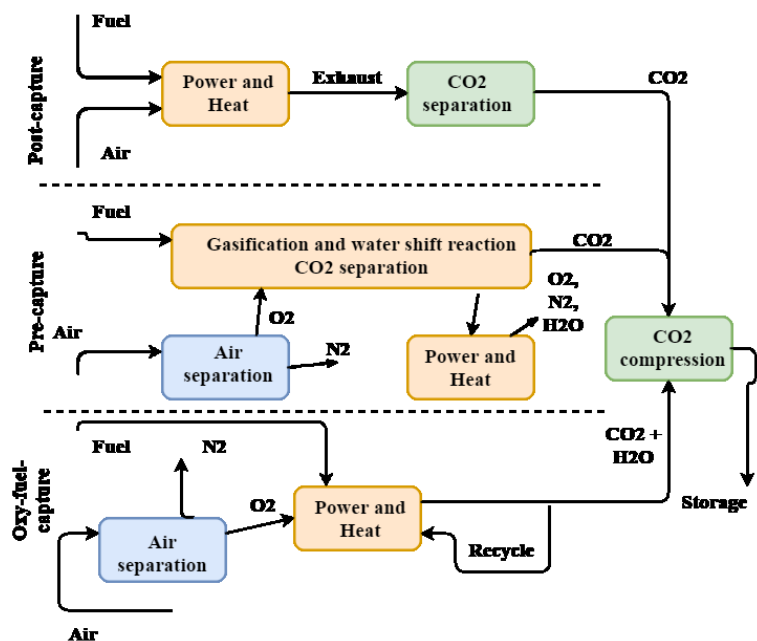 Fuel
Post-capture
Power and
Heat
Exhaust
CO2
separation
CO2
Air
Pre-capture
Fuel
Gasification and water shift reaction
CO2 separation
CO2
O2,
N2,
H2O
O2
Air
Air
separation
N2
Power and
Heat
CO2
compression
Oxy-fuel-
capture
Fuel
N2
CO2 +
H2O
O2
Power and
Heat
Storage
Air
separation
Recycle
Air